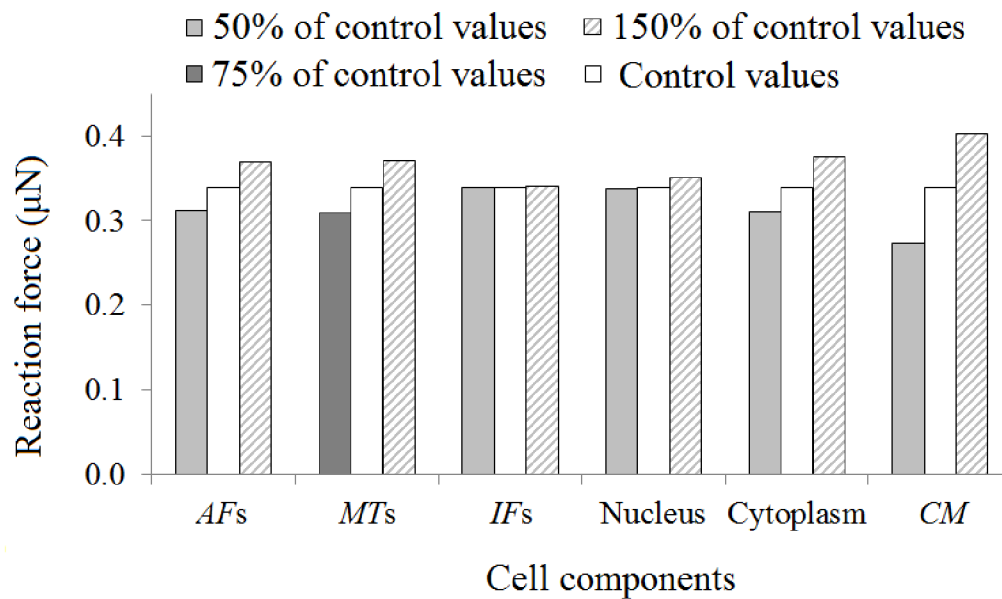 50% of control values 150% of control values
75% of control values Control values
Reaction force (μN)
0.4
0.3
0.2
0.1
0.0
AFs MTs IFs Nucleus Cytoplasm CM
Cell components